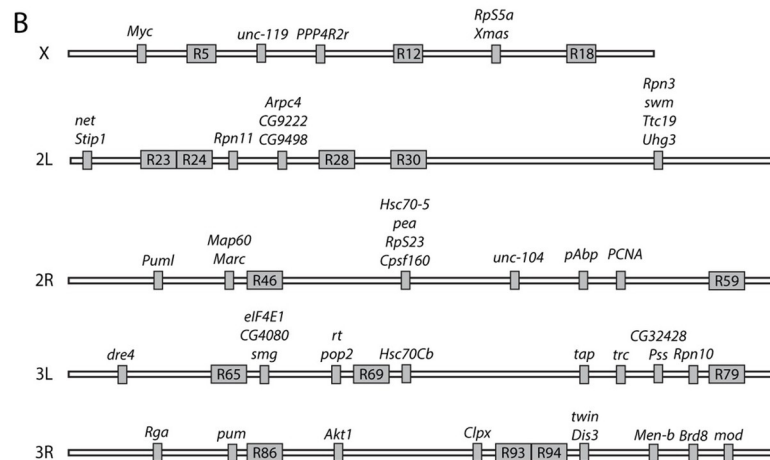 B
Myc
unc-119
PPP4R2r
RpS5a
Xmas
X
R5
R12
R18
net
Stip1
Rpn11
Arpc4
CG9222
CG9498
Rpn3
swm
Ttc19
Uhg3
2L
R23
R24
R28
R30
Puml
Map60
Marc
Hsc70-5
pea
RpS23
Cpsf160
unc-104
pAbp
PCNA
2R
R46
R59
dre4
eIF4E1
CG4080
smg
rt
pop2
Hsc70Cb
tap
trc
CG32428
Pss
Rpn10
3L
R65
R69
R79
Rga
pum
Akt1
Clpx
twin
Dis3
Men-b
Brd8
mod
3R
R86
R93
R94